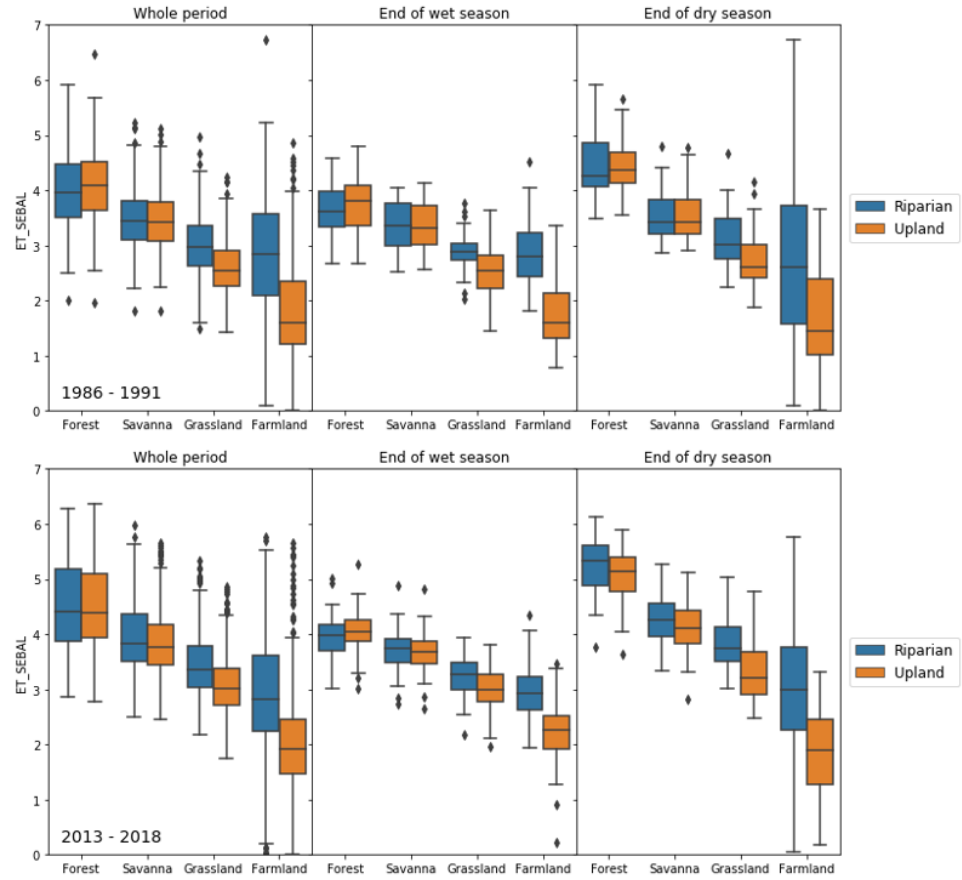 Whole period End of wet season End of dry season
7
6
5
4
3
2
1
0
ET_SEBAL
1986 - 1991
Forest Savanna Grassland Farmland Forest Savanna Grassland Farmland Forest Savanna Grassland Farmland
Riparian
Upland
Whole period End of wet season End of dry season
7
6
5
4
3
2
1
0
ET_SEBAL
2013 - 2018
Forest Savanna Grassland Farmland Forest Savanna Grassland Farmland Forest Savanna Grassland Farmland
Riparian
Upland